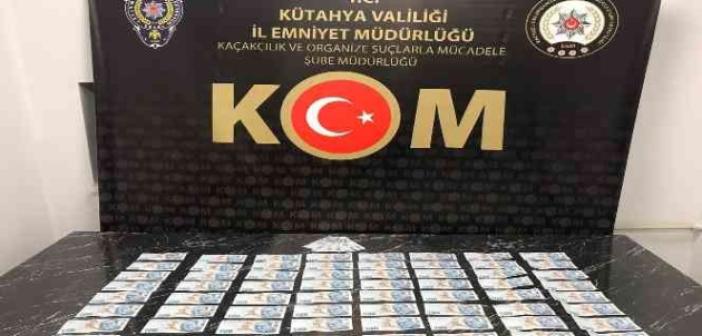 T.C.
KÜTAHYA VALİLİĞİ
İL EMNİYET MÜDÜRLÜĞÜ
KAÇAKÇILIK VE ORGANİZE SUÇLARLA MÜCADELE
ŞUBE MÜDÜRLÜĞÜ
KOM